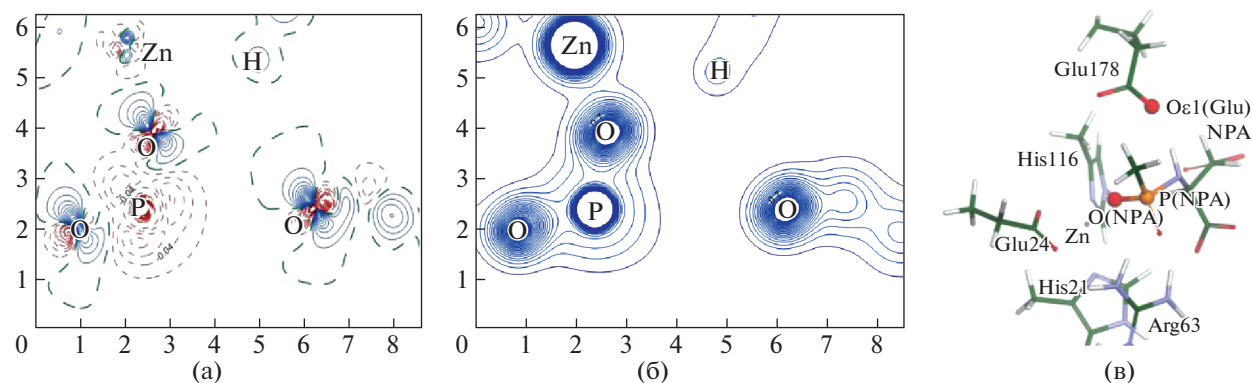 6
5
4
3
2
1
0 1 2 3 4 5 6 7 8
Zn
H
O
P
-0.04
-0.04
O
O
(а)
6
5
4
3
2
1
0 1 2 3 4 5 6 7 8
Zn
H
O
P
O
O
(б)
Glu178
Oε1(Glu)
NPA
His116
P(NPA)
O(NPA)
Glu24
Zn
His21
Arg63
(в)